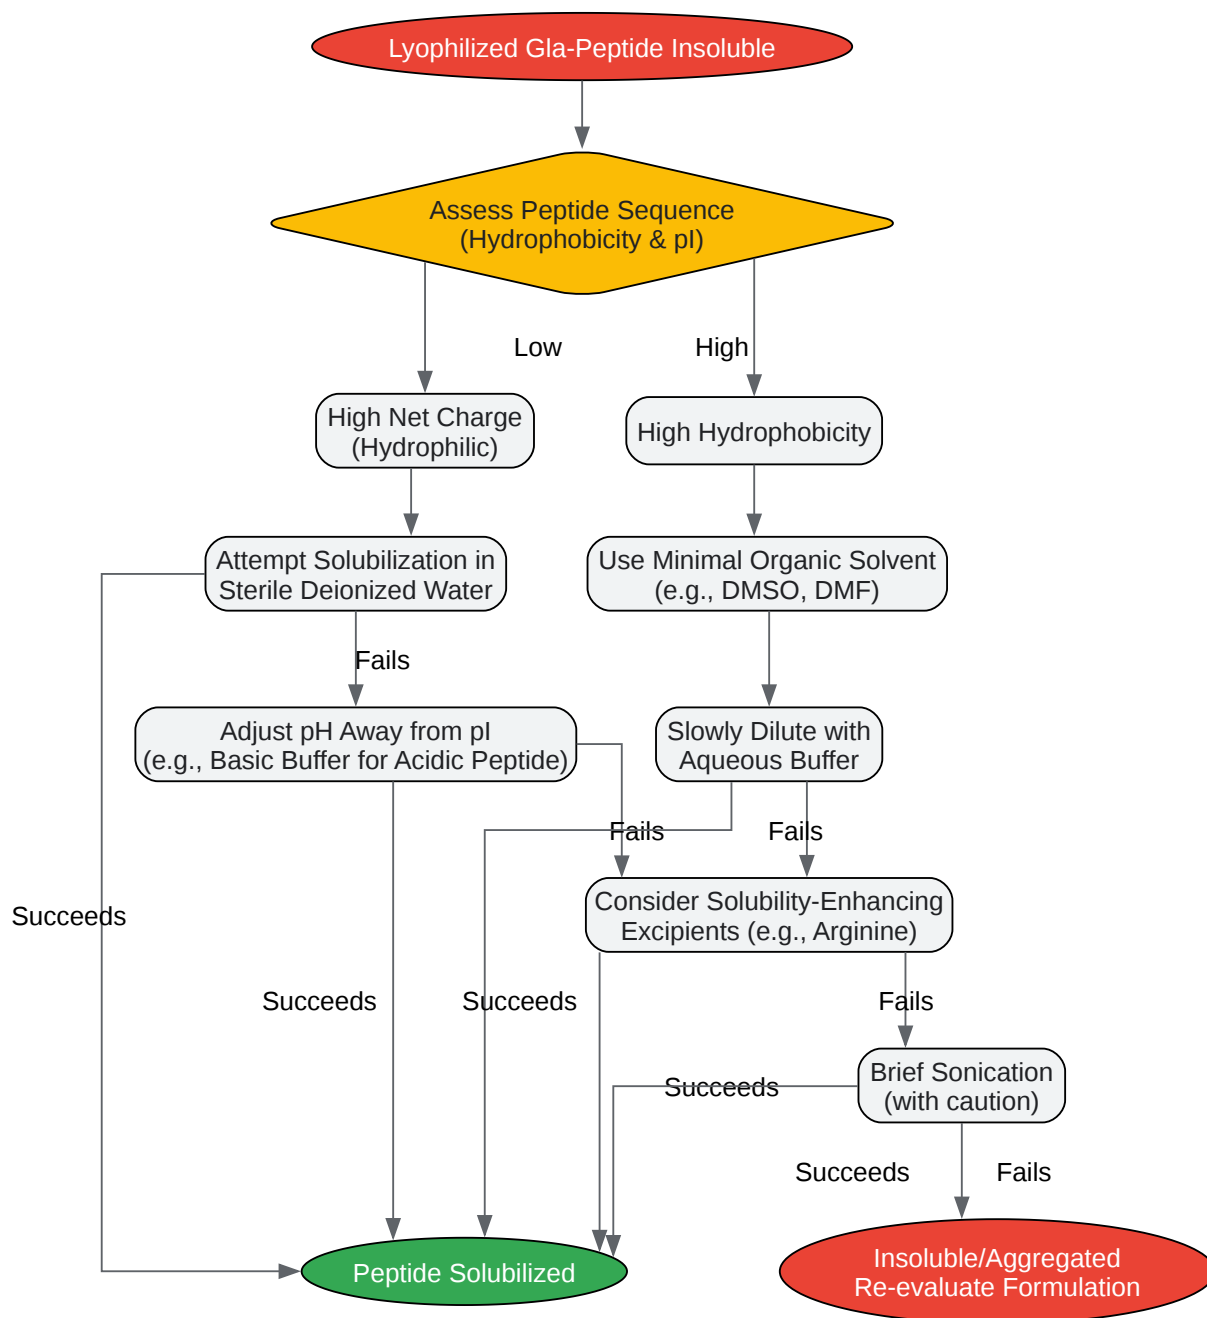 Lyophilized Gla-Peptide Insoluble
Assess Peptide Sequence
(Hydrophobicity & pI)
Low
High
High Net Charge
(Hydrophilic)
High Hydrophobicity
Attempt Solubilization in
Sterile Deionized Water
Use Minimal Organic Solvent
(e.g., DMSO, DMF)
Fails
Adjust pH Away from pI
(e.g., Basic Buffer for Acidic Peptide)
Slowly Dilute with
Aqueous Buffer
Fails
Fails
Consider Solubility-Enhancing
Excipients (e.g., Arginine)
Succeeds
Succeeds
Succeeds
Fails
Brief Sonication
(with caution)
Succeeds
Succeeds
Fails
Peptide Solubilized
Insoluble/Aggregated
Re-evaluate Formulation